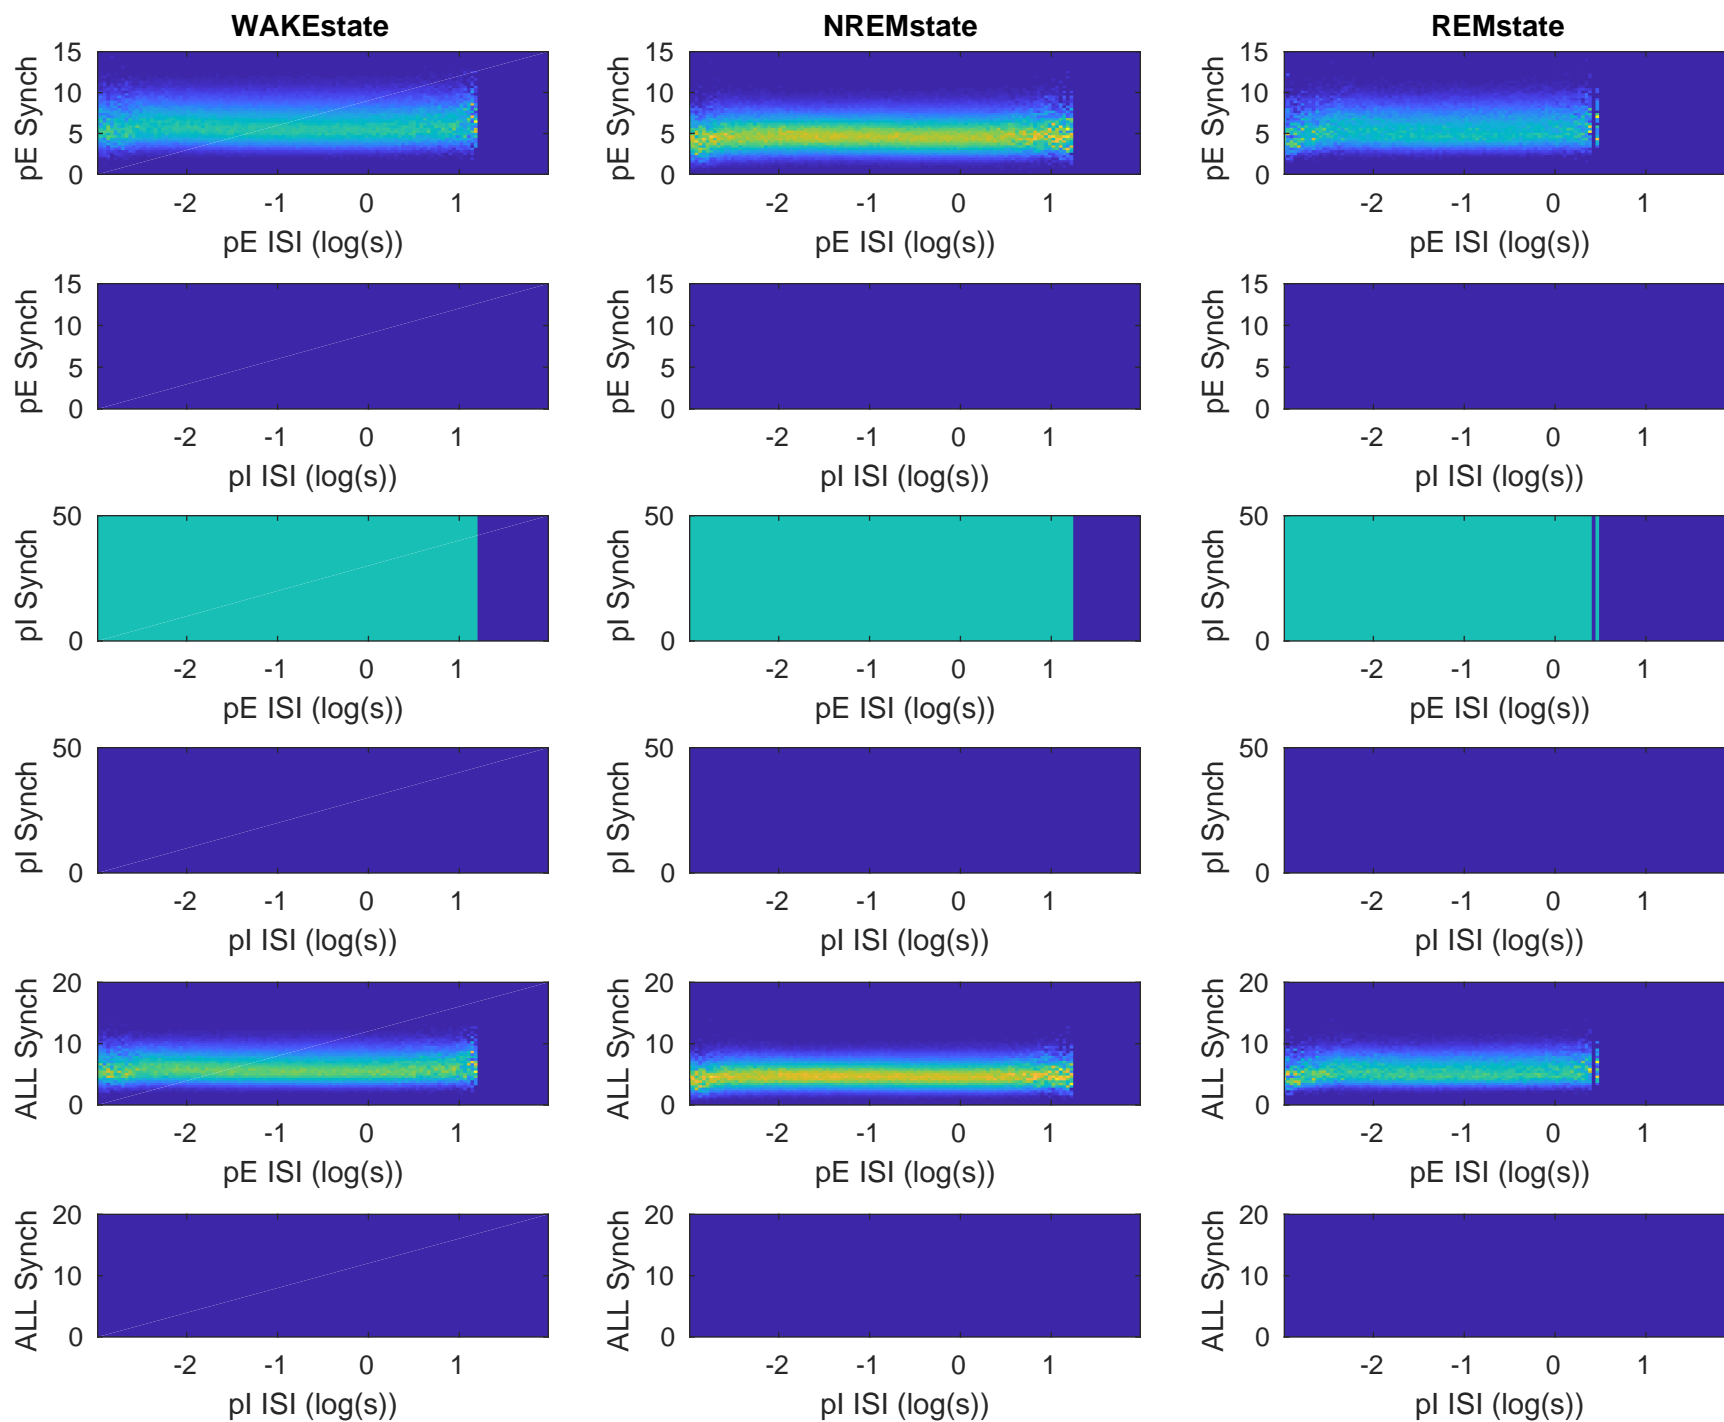 WAKEstate NREMstate REMstate
15 15 15
10 10 10
5 5 5
0 0 0
pE Synch pE Synch pE Synch
-2 -1 0 1 -2 -1 0 1 -2 -1 0 1
pE ISI (log(s)) pE ISI (log(s)) pE ISI (log(s))
15 15 15
10 10 10
5 5 5
0 0 0
pE Synch pE Synch pE Synch
-2 -1 0 1 -2 -1 0 1 -2 -1 0 1
pI ISI (log(s)) pI ISI (log(s)) pI ISI (log(s))
50 50 50
0 0 0
pI Synch pI Synch pI Synch
-2 -1 0 1 -2 -1 0 1 -2 -1 0 1
pE ISI (log(s)) pE ISI (log(s)) pE ISI (log(s))
50 50 50
0 0 0
pI Synch pI Synch pI Synch
-2 -1 0 1 -2 -1 0 1 -2 -1 0 1
pI ISI (log(s)) pI ISI (log(s)) pI ISI (log(s))
20 20 20
10 10 10
0 0 0
ALL Synch ALL Synch ALL Synch
-2 -1 0 1 -2 -1 0 1 -2 -1 0 1
pE ISI (log(s)) pE ISI (log(s)) pE ISI (log(s))
20 20 20
10 10 10
0 0 0
ALL Synch ALL Synch ALL Synch
-2 -1 0 1 -2 -1 0 1 -2 -1 0 1
pI ISI (log(s)) pI ISI (log(s)) pI ISI (log(s))